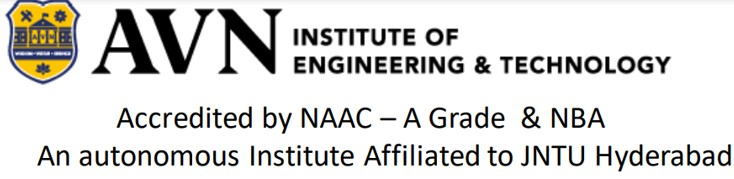 AVN INSTITUTE OF
ENGINEERING & TECHNOLOGY
Accredited by NAAC – A Grade & NBA
An autonomous Institute Affiliated to JNTU Hyderabad